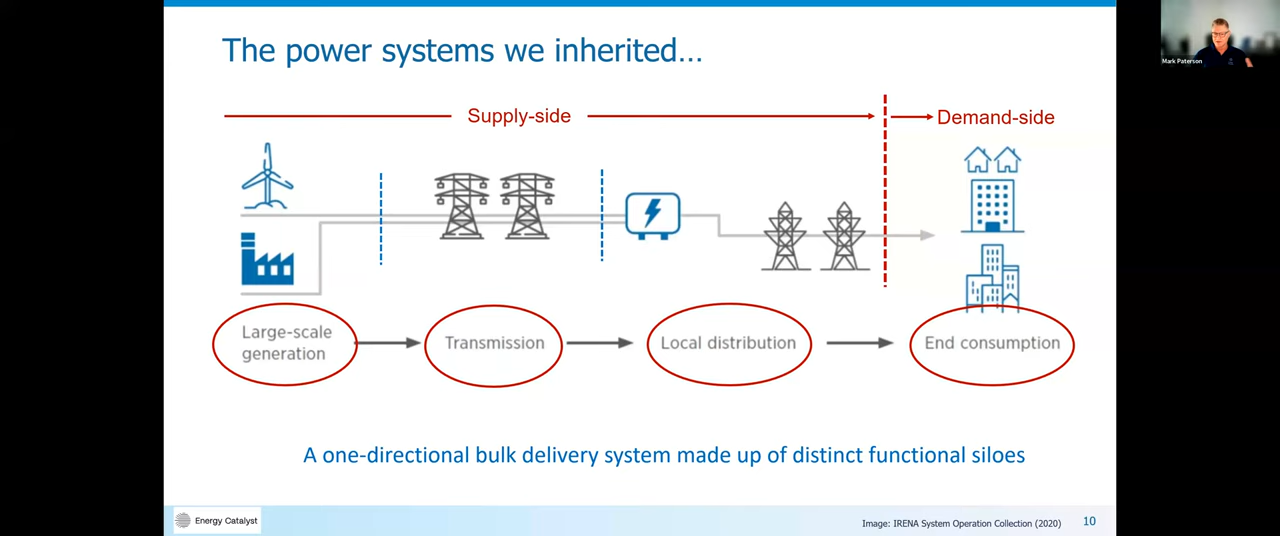 The power systems we inherited...
Mark Paterson
Supply-side
Demand-side
Large-scale
generation
Transmission
Local distribution
End consumption
A one-directional bulk delivery system made up of distinct functional siloes
Energy Catalyst
Image: IRENA System Operation Collection (2020)
10